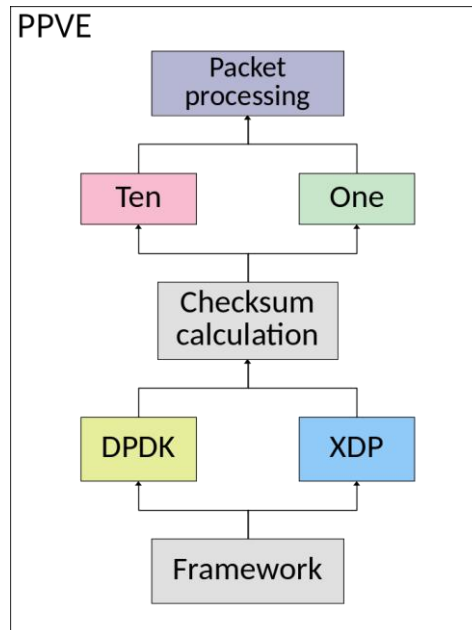 PPVE
Packet
processing
Ten
One
Checksum
calculation
DPDK
XDP
Framework